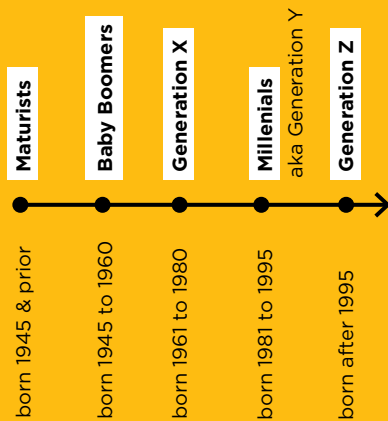 Maturists
born 1945 & prior
Baby Boomers
born 1945 to 1960
Generation X
born 1961 to 1980
Millenials
aka Generation Y
born 1981 to 1995
Generation Z
born after 1995